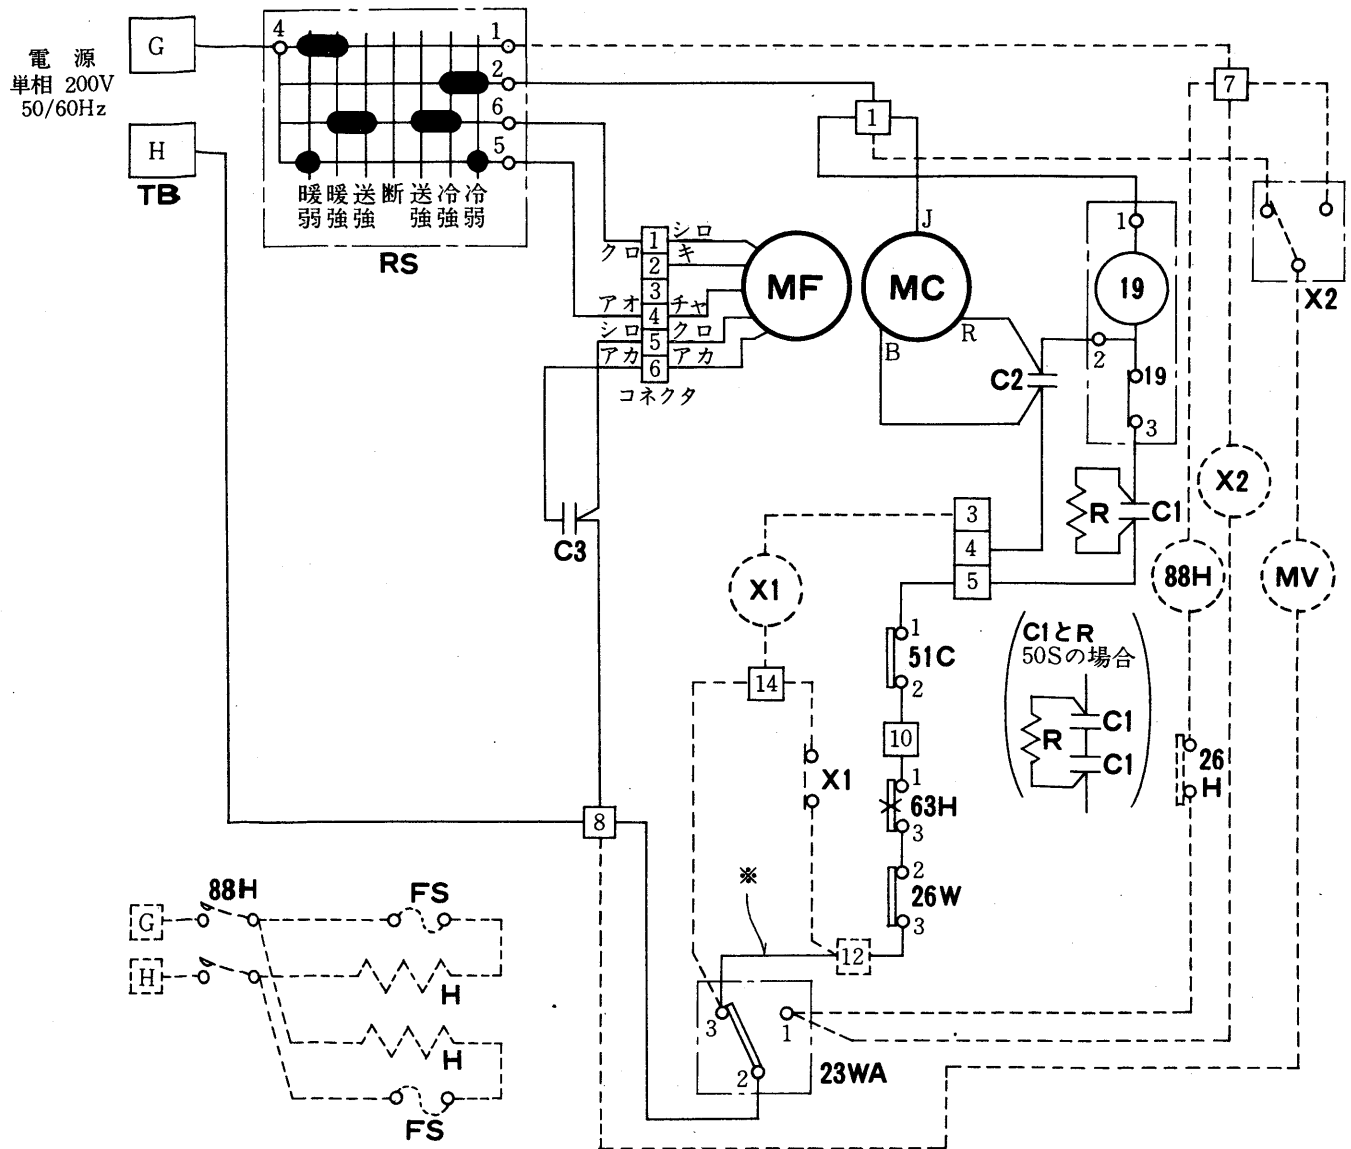 電 源
単相 200V
50/60Hz
G
H
TB
4
1
2
6
5
暖弱
暖強
送強
断
送強
冷強
冷弱
RS
シロ
クロ
キ
アオ
チャ
シロ
クロ
アカ
アカ
1
2
3
4
5
6
コネクタ
MF
MC
J
B
R
C2
1
7
1
19
2
19
3
X2
X2
R
C1
C3
3
4
5
X1
88H
MV
14
X1
1
51C
2
10
1
63H
3
2
26W
3
C1とR
50Sの場合
R
C1
C1
26
H
8
※
12
3
1
2
23WA
88H
FS
G
H
H
H
FS